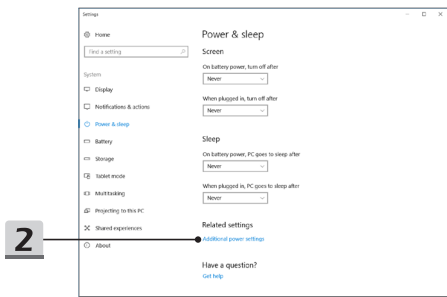 Settings
Home
Power & sleep
Find a setting
Screen
System
On battery power, turn off after
Never
Display
When plugged in, turn off after
Notifications & actions
Never
Power & sleep
Battery
Sleep
Storage
On battery power, PC goes to sleep after
Never
Tablet mode
Multitasking
When plugged in, PC goes to sleep after
Never
Projecting to this PC
Shared experiences
Related settings
2
About
Additional power settings
Have a question?
Get help